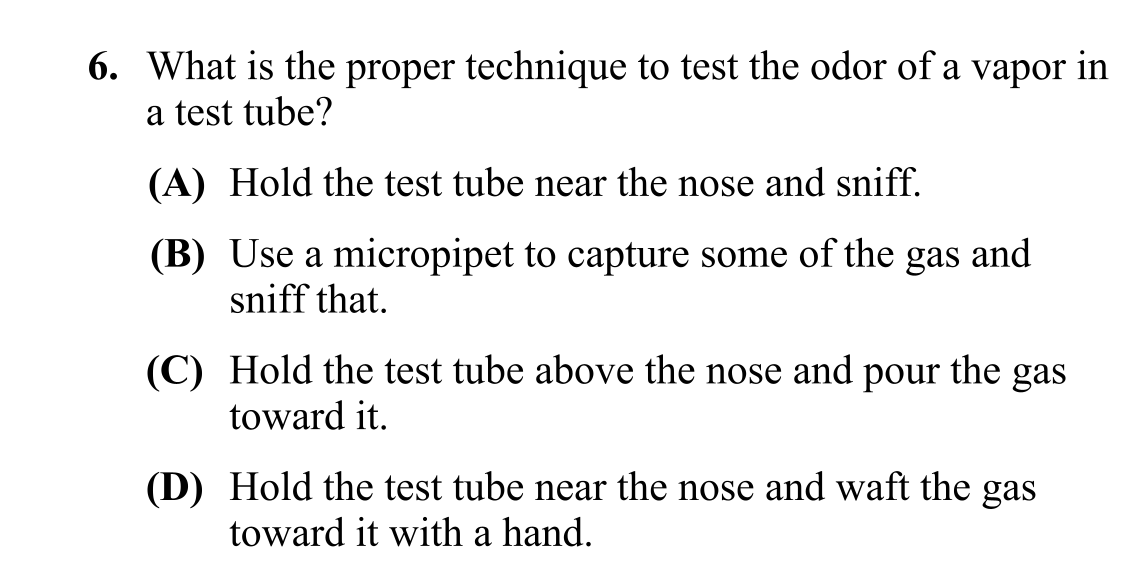 6. What is the proper technique to test the odor of a vapor in
a test tube?
(A) Hold the test tube near the nose and sniff.
(B) Use a micropipet to capture some of the gas and
sniff that.
(C) Hold the test tube above the nose and pour the gas
toward it.
(D) Hold the test tube near the nose and waft the gas
toward it with a hand.